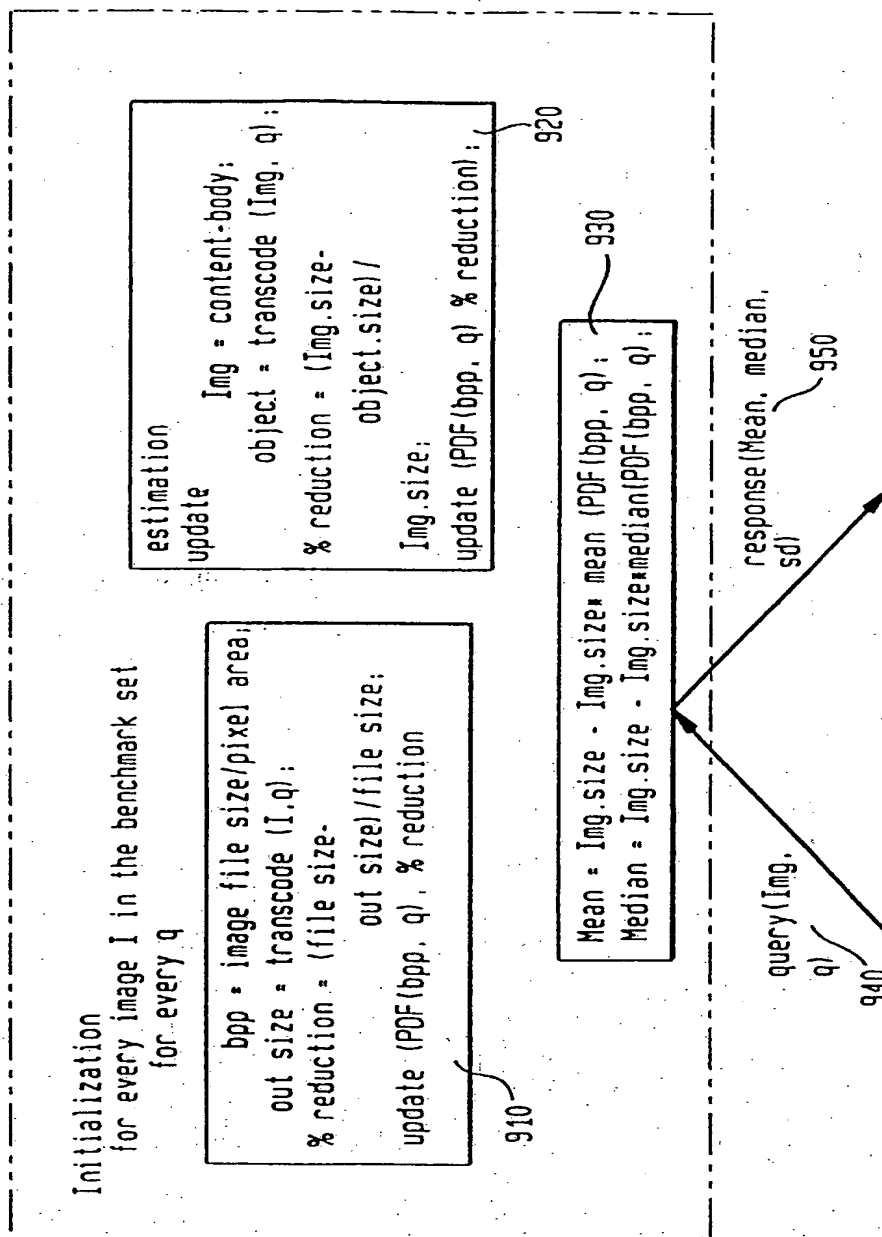 Initialization
for every image I in the benchmark set
for every q
bpp = image file size/pixel area;
out size = transcode (I,q);
% reduction = (file size-
out size)/file size;
update (PDF(bpp, q), % reduction
910
estimation
update
Img = content-body;
object = transcode (Img, q);
% reduction = (Img.size-
object.size)/
Img.size;
update (PDF(bpp, q) % reduction);
920
Mean = Img.size - Img.size* mean (PDF(bpp, q);
Median = Img.size - Img.size*median(PDF(bpp, q);
930
query(Img,
q)
940
response(Mean, median,
sd)
950